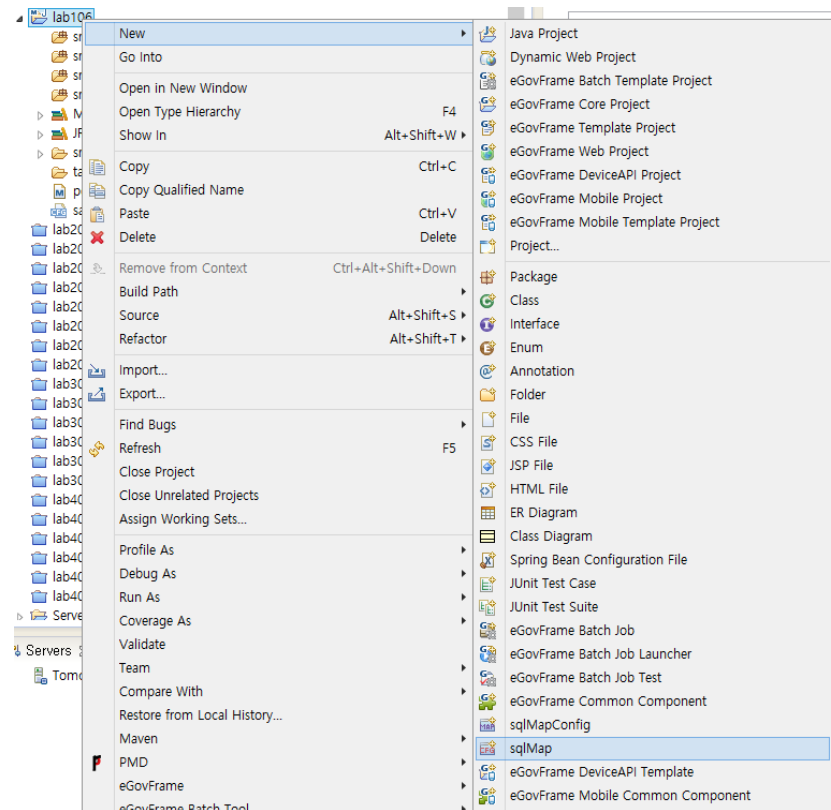 lab106
New
Go Into
Open in New Window
Open Type Hierarchy F4
Show In Alt+Shift+W
Copy Ctrl+C
Copy Qualified Name
Paste Ctrl+V
Delete Delete
Remove from Context Ctrl+Alt+Shift+Down
Build Path
Source Alt+Shift+S
Refactor Alt+Shift+T
Import...
Export...
Find Bugs
Refresh F5
Close Project
Close Unrelated Projects
Assign Working Sets...
Profile As
Debug As
Run As
Coverage As
Validate
Team
Compare With
Restore from Local History...
Maven
PMD
eGovFrame
eGovFrame Batch Tool
Java Project
Dynamic Web Project
eGovFrame Batch Template Project
eGovFrame Core Project
eGovFrame Template Project
eGovFrame Web Project
eGovFrame DeviceAPI Project
eGovFrame Mobile Project
eGovFrame Mobile Template Project
Project...
Package
Class
Interface
Enum
Annotation
Folder
File
CSS File
JSP File
HTML File
ER Diagram
Class Diagram
Spring Bean Configuration File
JUnit Test Case
JUnit Test Suite
eGovFrame Batch Job
eGovFrame Batch Job Launcher
eGovFrame Batch Job Test
eGovFrame Common Component
sqlMapConfig
sqlMap
eGovFrame DeviceAPI Template
eGovFrame Mobile Common Component
Servers